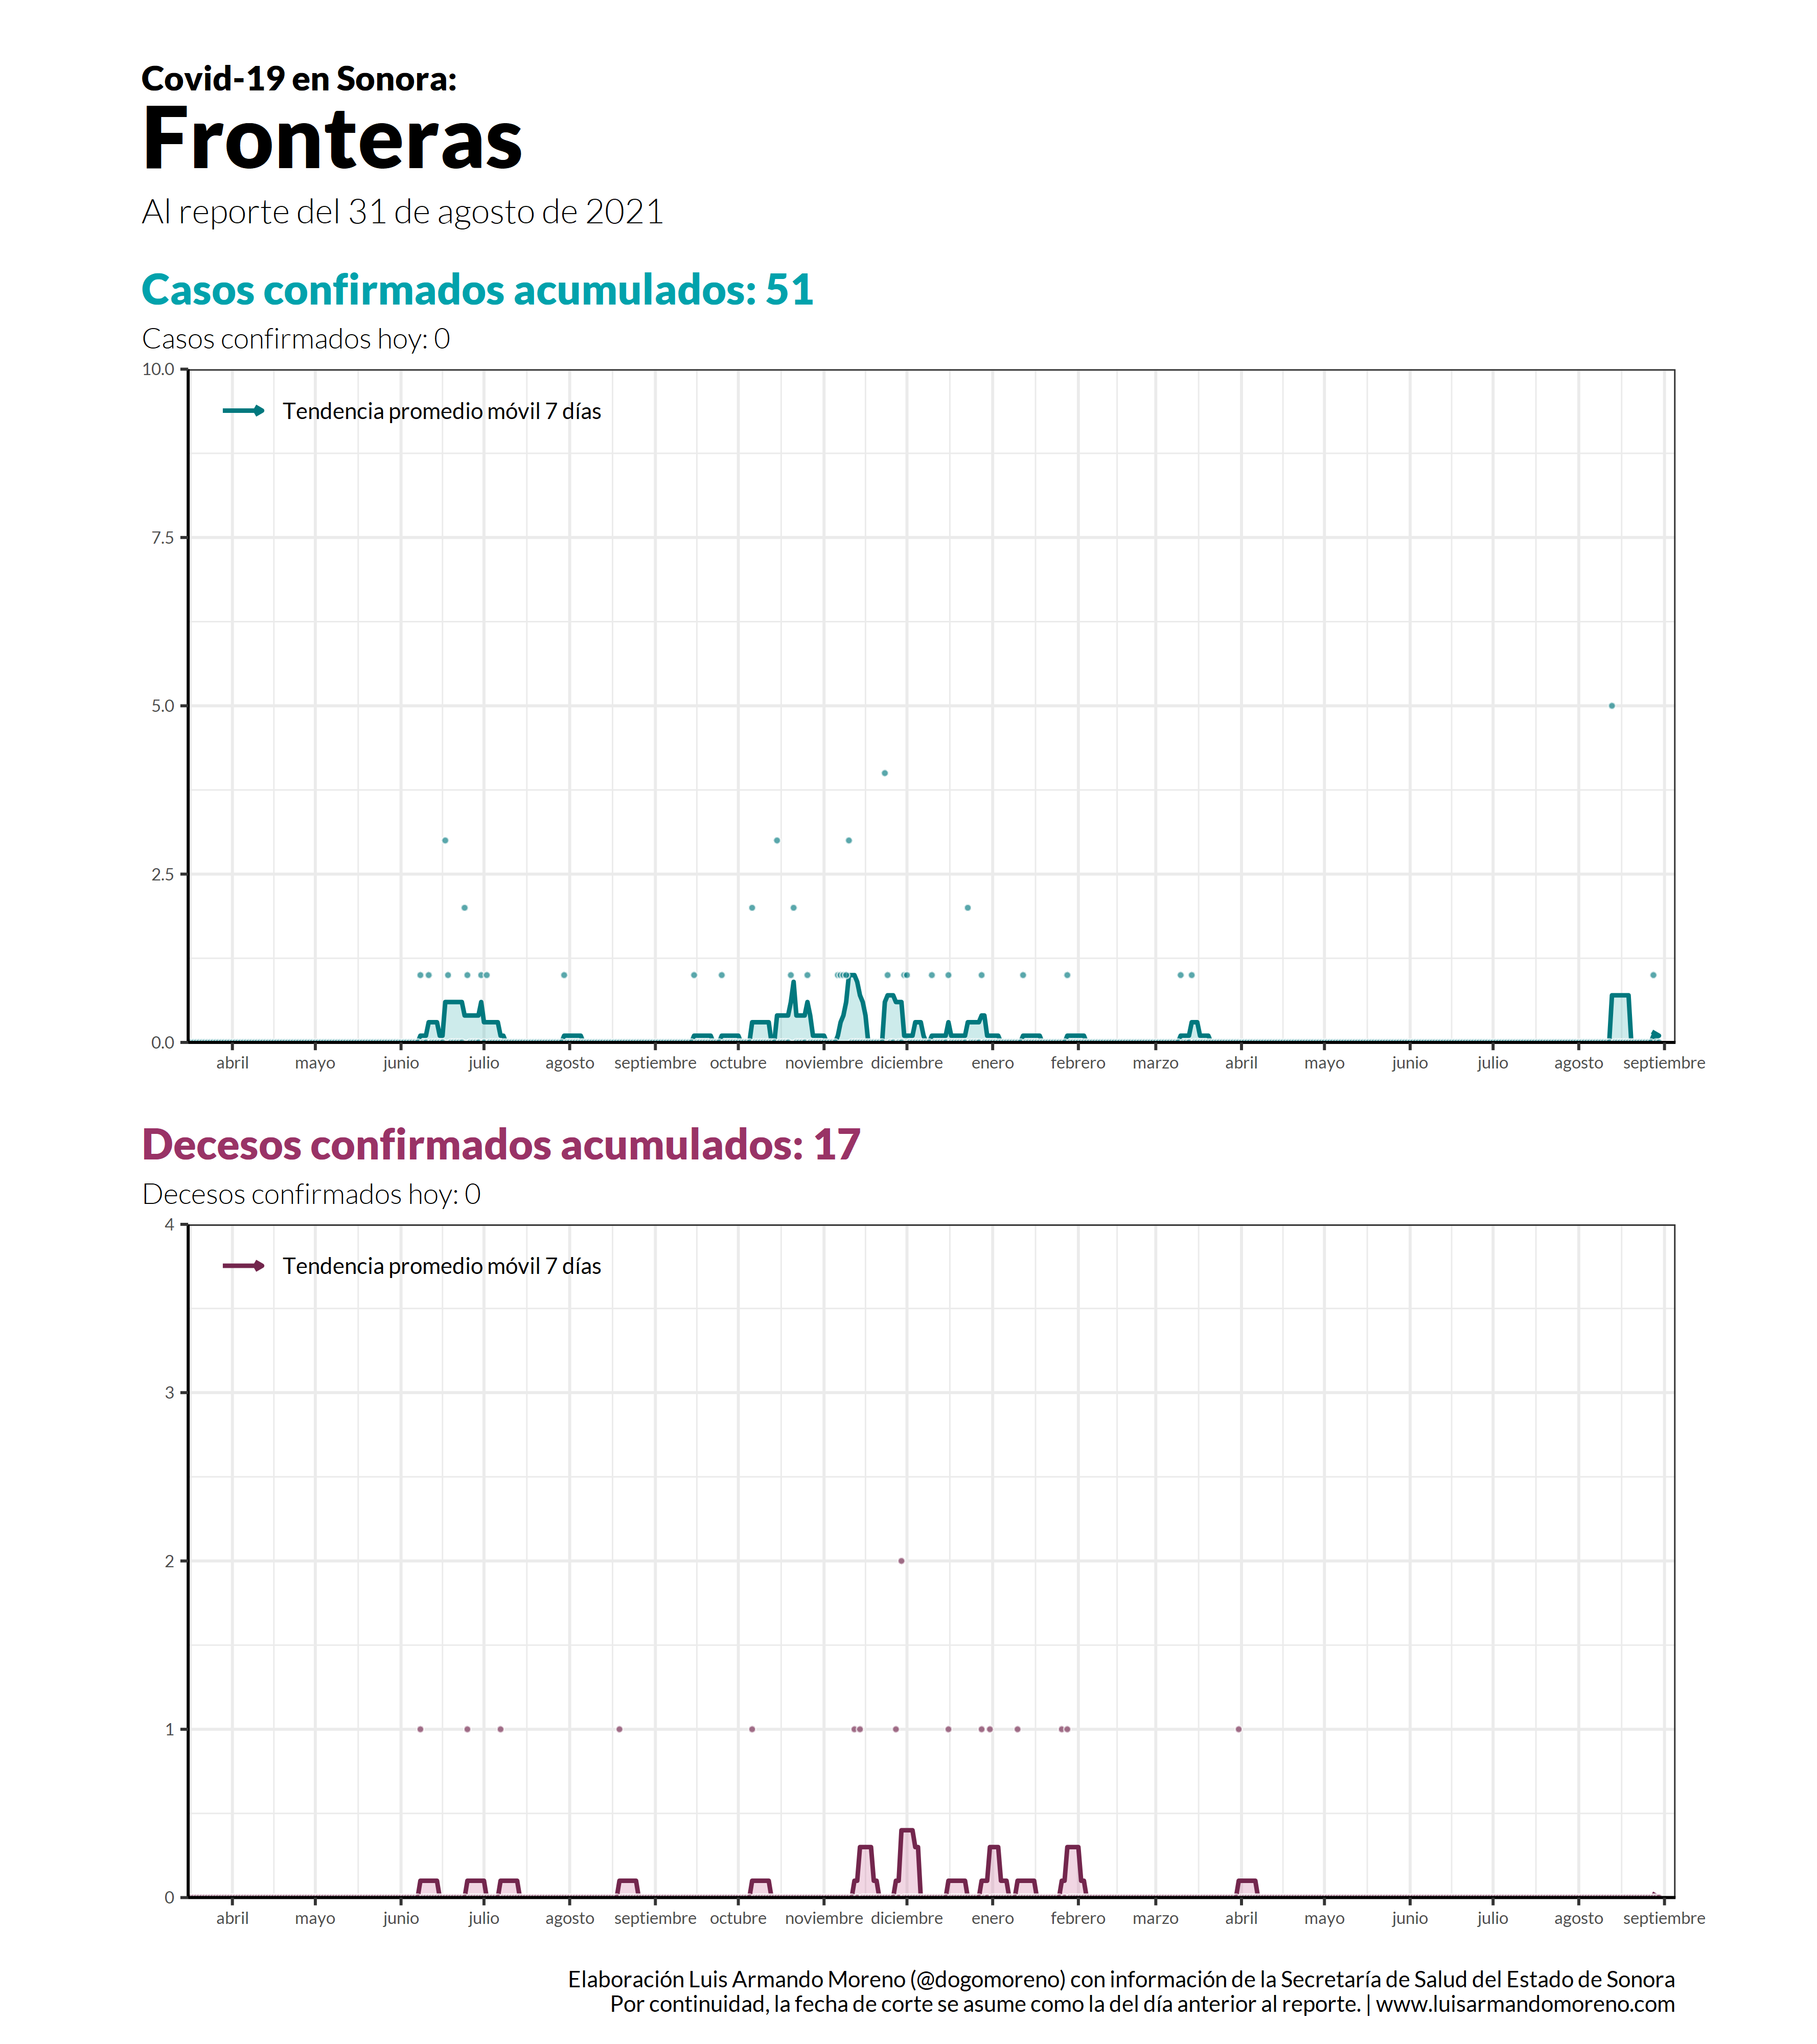 Covid-19 en Sonora:
Fronteras
Al reporte del 31 de agosto de 2021
Casos confirmados acumulados: 51
Casos confirmados hoy: 0
10.0
Tendencia promedio móvil 7 días
7.5
5.0
2.5
0.0
abril mayo junio julio agosto septiembre octubre noviembre diciembre enero febrero marzo abril mayo junio julio agosto septiembre
Decesos confirmados acumulados: 17
Decesos confirmados hoy: 0
4
Tendencia promedio móvil 7 días
3
2
1
0
abril mayo junio julio agosto septiembre octubre noviembre diciembre enero febrero marzo abril mayo junio julio agosto septiembre
Elaboración Luis Armando Moreno (@dogomoreno) con información de la Secretaría de Salud del Estado de Sonora
Por continuidad, la fecha de corte se asume como la del día anterior al reporte. | www.luisarmandomoreno.com